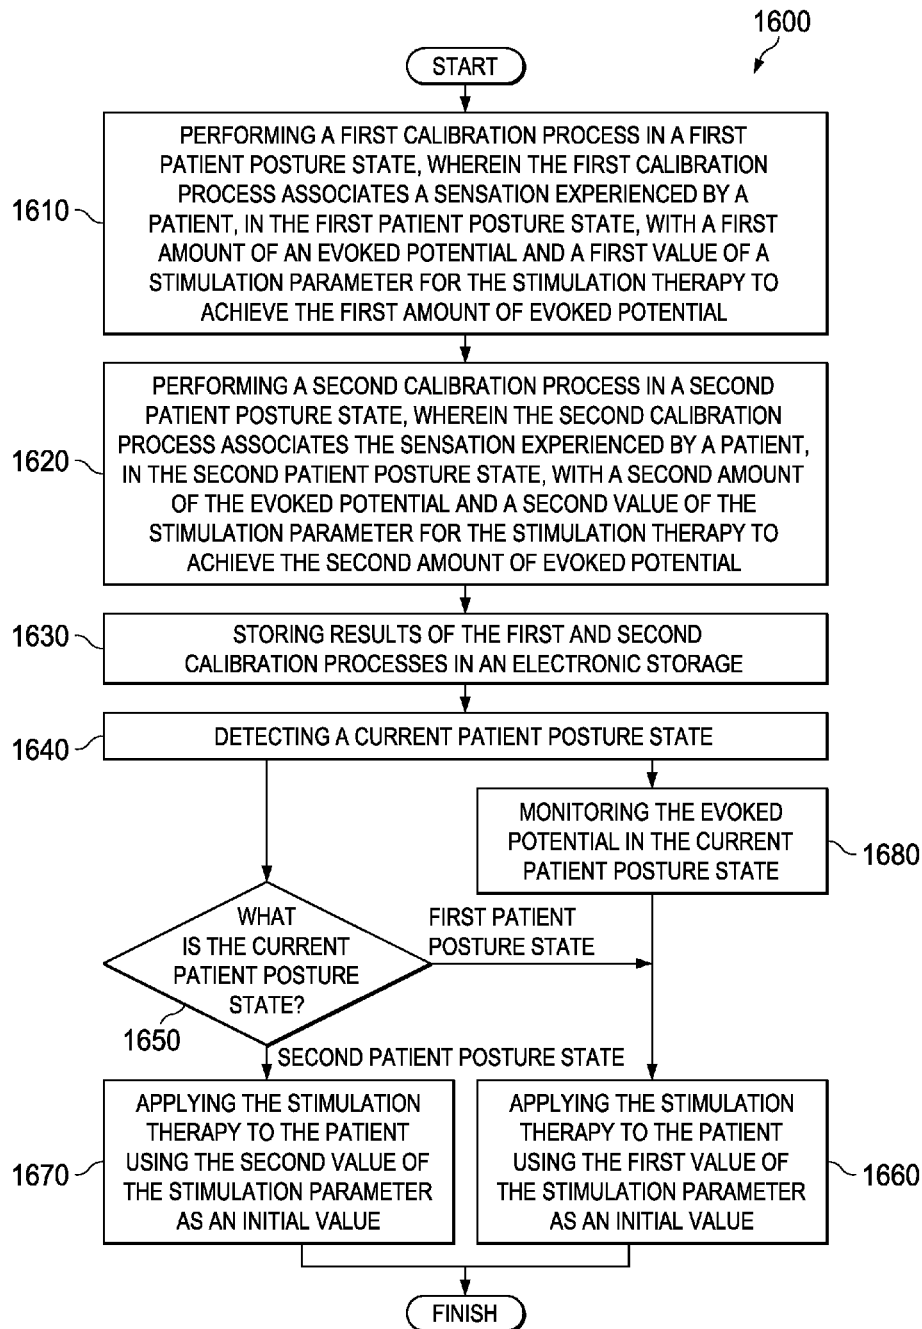 1600
START
PERFORMING A FIRST CALIBRATION PROCESS IN A FIRST
PATIENT POSTURE STATE, WHEREIN THE FIRST CALIBRATION
PROCESS ASSOCIATES A SENSATION EXPERIENCED BY A
PATIENT, IN THE FIRST PATIENT POSTURE STATE, WITH A FIRST
AMOUNT OF AN EVOKED POTENTIAL AND A FIRST VALUE OF A
STIMULATION PARAMETER FOR THE STIMULATION THERAPY TO
ACHIEVE THE FIRST AMOUNT OF EVOKED POTENTIAL
1610
PERFORMING A SECOND CALIBRATION PROCESS IN A SECOND
PATIENT POSTURE STATE, WHEREIN THE SECOND CALIBRATION
PROCESS ASSOCIATES THE SENSATION EXPERIENCED BY A PATIENT,
IN THE SECOND PATIENT POSTURE STATE, WITH A SECOND AMOUNT
OF THE EVOKED POTENTIAL AND A SECOND VALUE OF THE
STIMULATION PARAMETER FOR THE STIMULATION THERAPY TO
ACHIEVE THE SECOND AMOUNT OF EVOKED POTENTIAL
1620
1630
STORING RESULTS OF THE FIRST AND SECOND
CALIBRATION PROCESSES IN AN ELECTRONIC STORAGE
1640
DETECTING A CURRENT PATIENT POSTURE STATE
MONITORING THE EVOKED
POTENTIAL IN THE CURRENT
PATIENT POSTURE STATE
1680
WHAT
IS THE CURRENT
PATIENT POSTURE
STATE?
1650
FIRST PATIENT
POSTURE STATE
SECOND PATIENT POSTURE STATE
APPLYING THE STIMULATION
THERAPY TO THE PATIENT
USING THE SECOND VALUE OF
THE STIMULATION PARAMETER
AS AN INITIAL VALUE
1670
APPLYING THE STIMULATION
THERAPY TO THE PATIENT
USING THE FIRST VALUE OF
THE STIMULATION PARAMETER
AS AN INITIAL VALUE
1660
FINISH